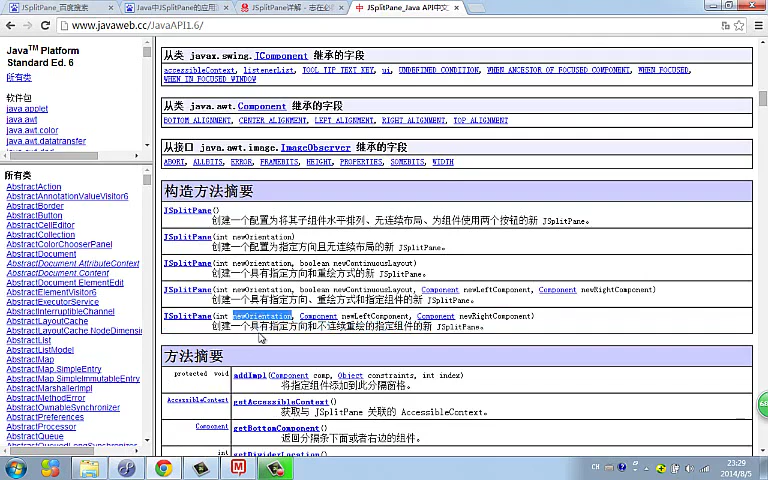 JSplitPane_百度搜索
Java中JSplitPane的应用
JSplitPane详解 - 志在必
JSplitPane_Java API中文
www.javaweb.cc/JavaAPI1.6/
Java™ Platform
Standard Ed. 6
所有类
软件包
java.applet
java.awt
java.awt.color
java.awt.datatransfer
所有类
AbstractAction
AbstractAnnotationValueVisitor6
AbstractBorder
AbstractButton
AbstractCellEditor
AbstractCollection
AbstractColorChooserPanel
AbstractDocument
AbstractDocument.AttributeContext
AbstractDocument.Content
AbstractDocument.ElementEdit
AbstractElementVisitor6
AbstractExecutorService
AbstractInterruptibleChannel
AbstractLayoutCache
AbstractLayoutCache.NodeDimensio
AbstractList
AbstractListModel
AbstractMap
AbstractMap.SimpleEntry
AbstractMap.SimpleImmutableEntry
AbstractMarshallerImpl
AbstractMethodError
AbstractOwnableSynchronizer
AbstractPreferences
AbstractProcessor
AbstractQueue
AbstractQueuedLongSynchroniz
从类 javax.swing.JComponent 继承的字段
accessibleContext, listenerList, TOOL_TIP_TEXT_KEY, ui, UNDEFINED_CONDITION, WHEN_ANCESTOR_OF_FOCUSED_COMPONENT, WHEN_FOCUSED,
WHEN_IN_FOCUSED_WINDOW
从类 java.awt.Component 继承的字段
BOTTOM_ALIGNMENT, CENTER_ALIGNMENT, LEFT_ALIGNMENT, RIGHT_ALIGNMENT, TOP_ALIGNMENT
从接口 java.awt.image.ImageObserver 继承的字段
ABORT, ALLBITS, ERROR, FRAMEBITS, HEIGHT, PROPERTIES, SOMEBITS, WIDTH
构造方法摘要
JSplitPane()
创建一个配置为将其子组件水平排列、无连续布局、为组件使用两个按钮的新 JSplitPane。
JSplitPane(int newOrientation)
创建一个配置为指定方向且无连续布局的新 JSplitPane。
JSplitPane(int newOrientation, boolean newContinuousLayout)
创建一个具有指定方向和重绘方式的新 JSplitPane。
JSplitPane(int newOrientation, boolean newContinuousLayout, Component newLeftComponent, Component newRightComponent)
创建一个具有指定方向、重绘方式和指定组件的新 JSplitPane。
JSplitPane(int newOrientation, Component newLeftComponent, Component newRightComponent)
创建一个具有指定方向和不连续重绘的指定组件的新 JSplitPane。
方法摘要
protected void addImpl(Component comp, Object constraints, int index)
将指定组件添加到此分隔窗格。
AccessibleContext getAccessibleContext()
获取与 JSplitPane 关联的 AccessibleContext。
Component getBottomComponent()
返回分隔条下面或者右边的组件。
int getDividerLocation()
68
CH
23:29
2014/8/5